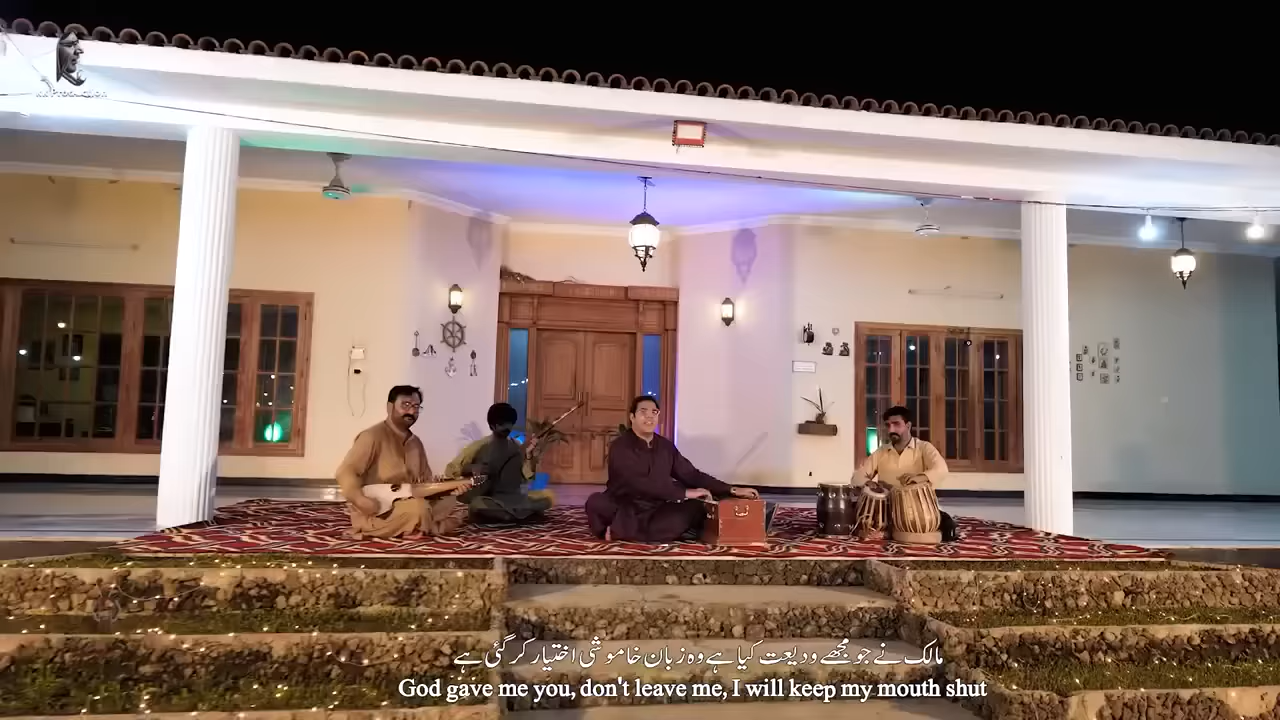 مالک نے جو مجھے ودیعت کیا ہے وہ زبان خاموشی اختیار کر گئی ہے
God gave me you, don't leave me, I will keep my mouth shut